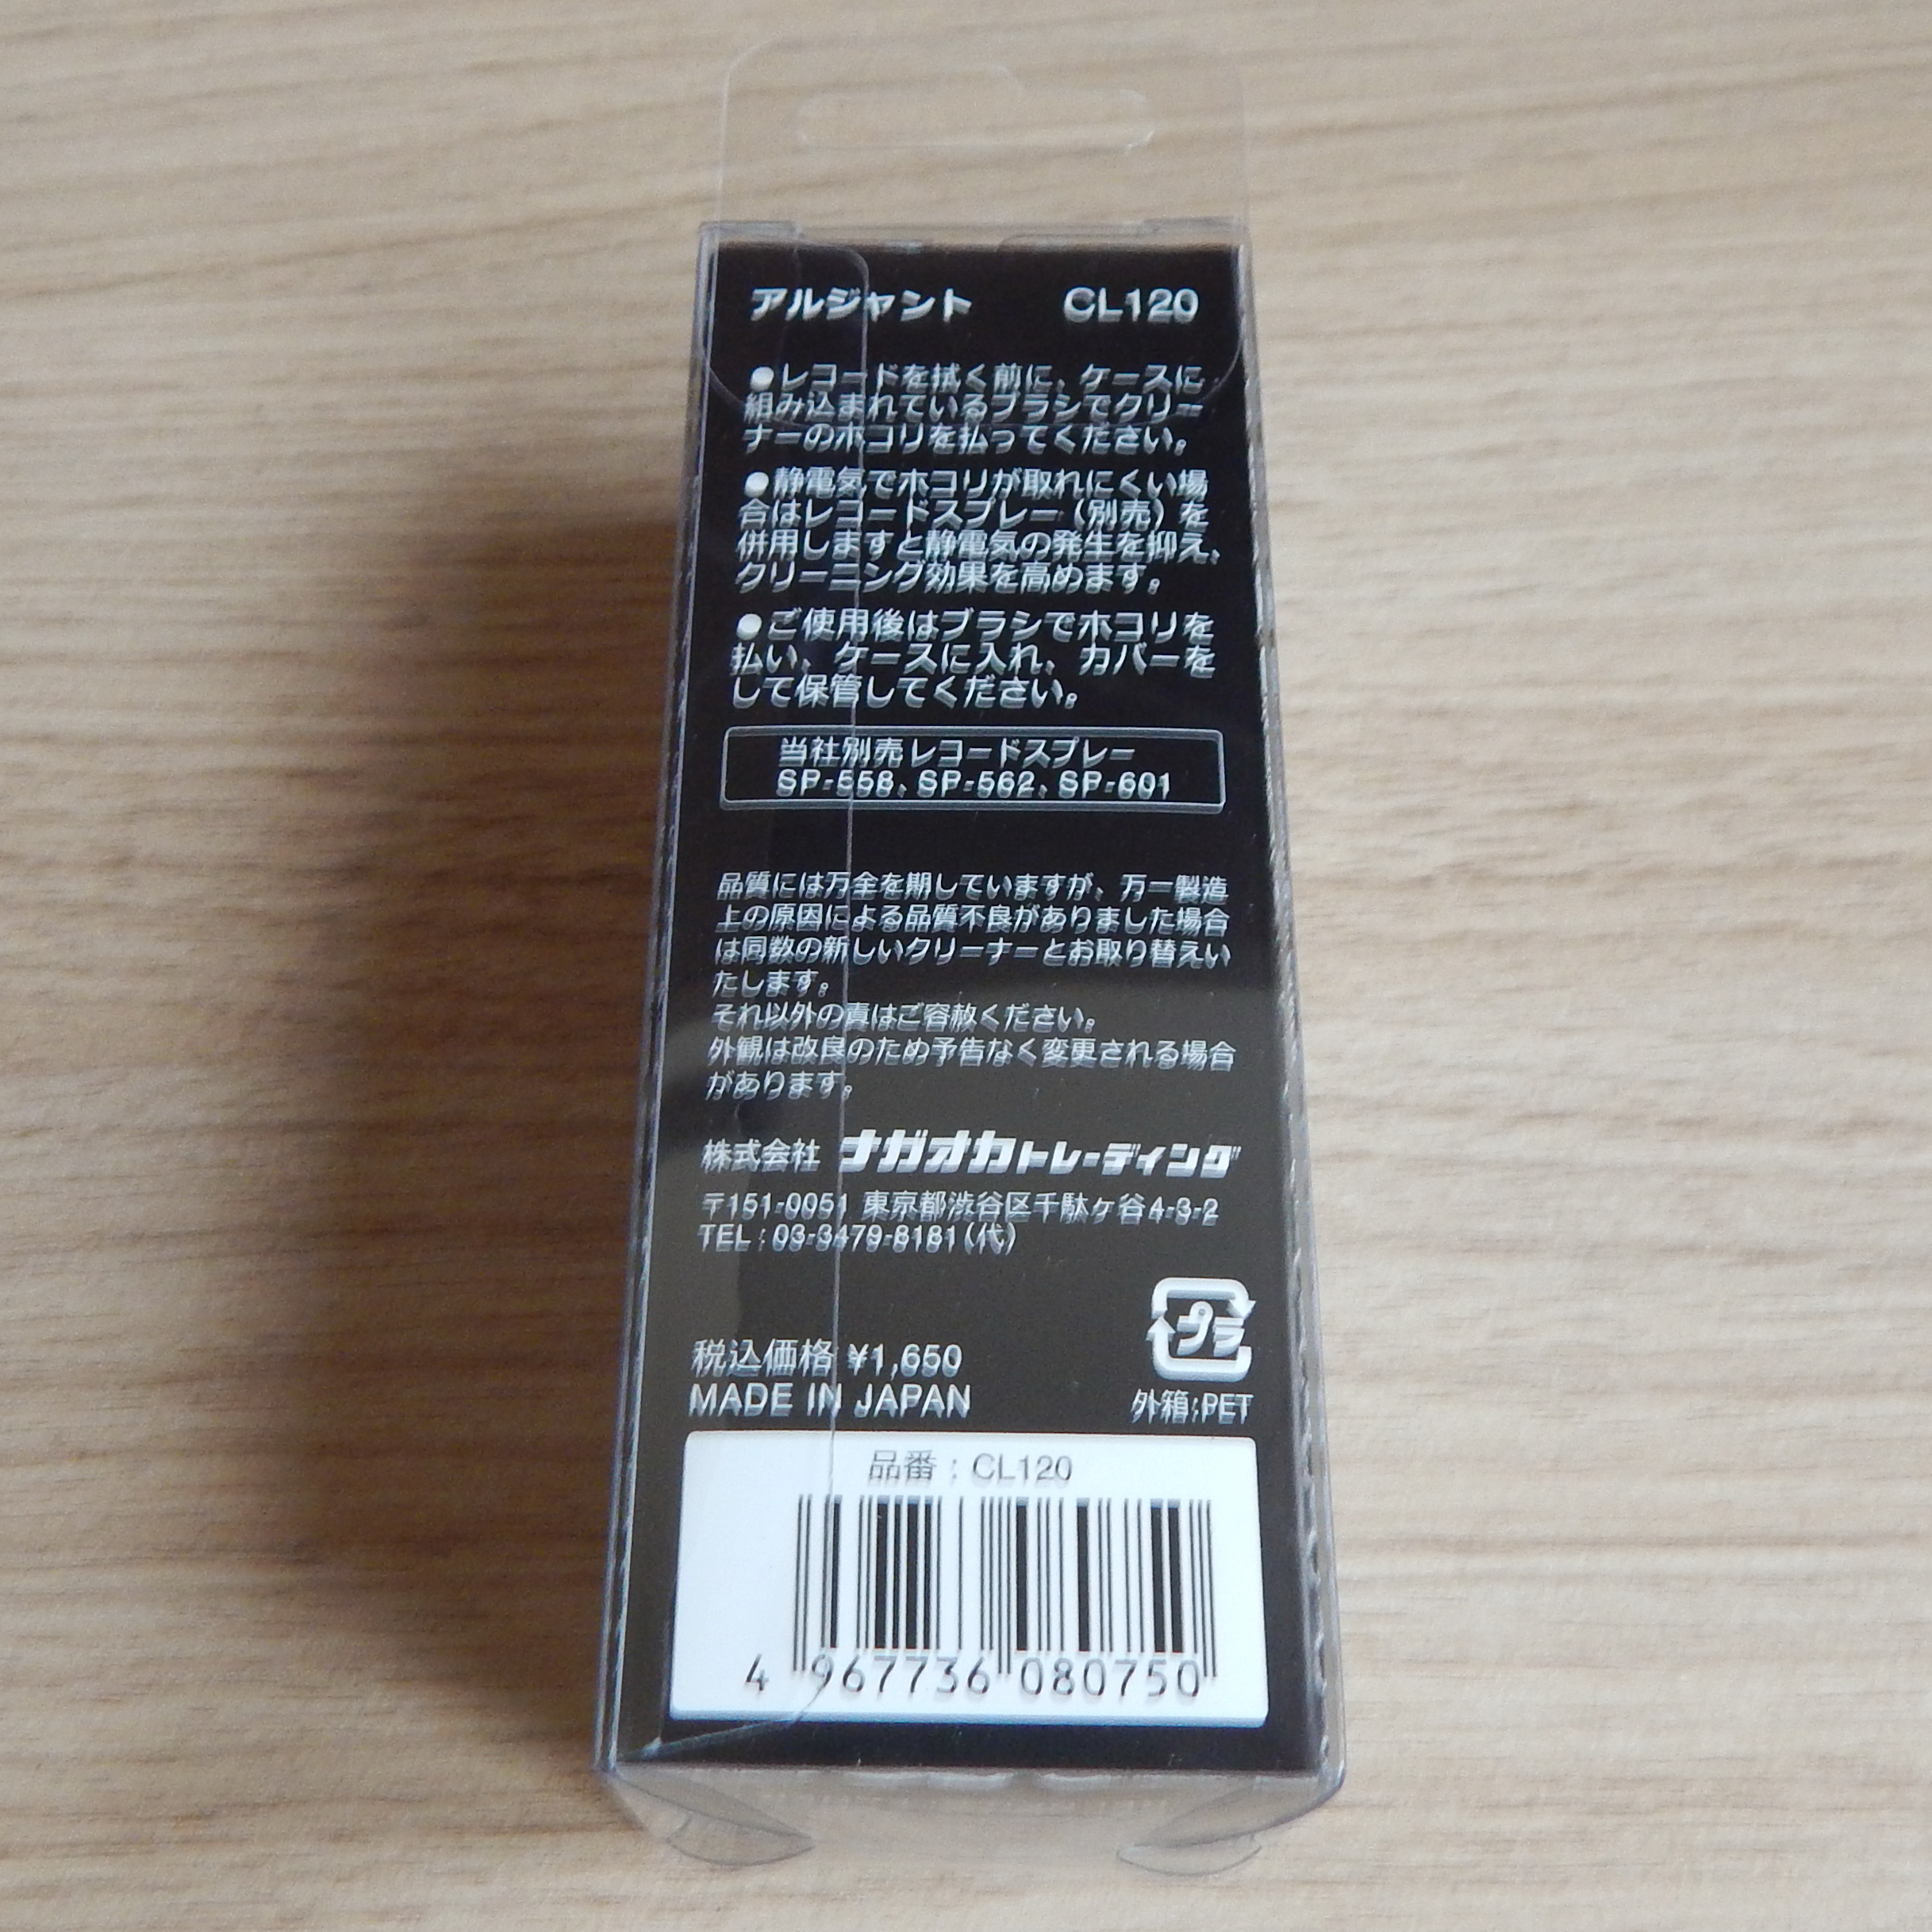 アルジャント CL120
●レコードを拭く前に、ケースに
組み込まれているブラシでクリー
ナーのホコリを払ってください。
●静電気でホコリが取れにくい場
合はレコードスプレー（別売）を
併用しますと静電気の発生を抑え、
クリーニング効果を高めます。
●ご使用後はブラシでホコリを
払い、ケースに入れ、カバーを
して保管してください。
当社別売レコードスプレー
SP-558、SP-562、SP-601
品質には万全を期していますが、万一製造
上の原因による品質不良がありました場合
は同数の新しいクリーナーとお取り替えい
たします。
それ以外の責はご容赦ください。
外観は改良のため予告なく変更される場合
があります。
株式会社 ナガオカトレーディング
〒151-0051 東京都渋谷区千駄ヶ谷4-3-2
TEL：03-3479-8181（代）
プラ
税込価格 ¥1,650
MADE IN JAPAN
外箱:PET
品番：CL120
4 967736 080750